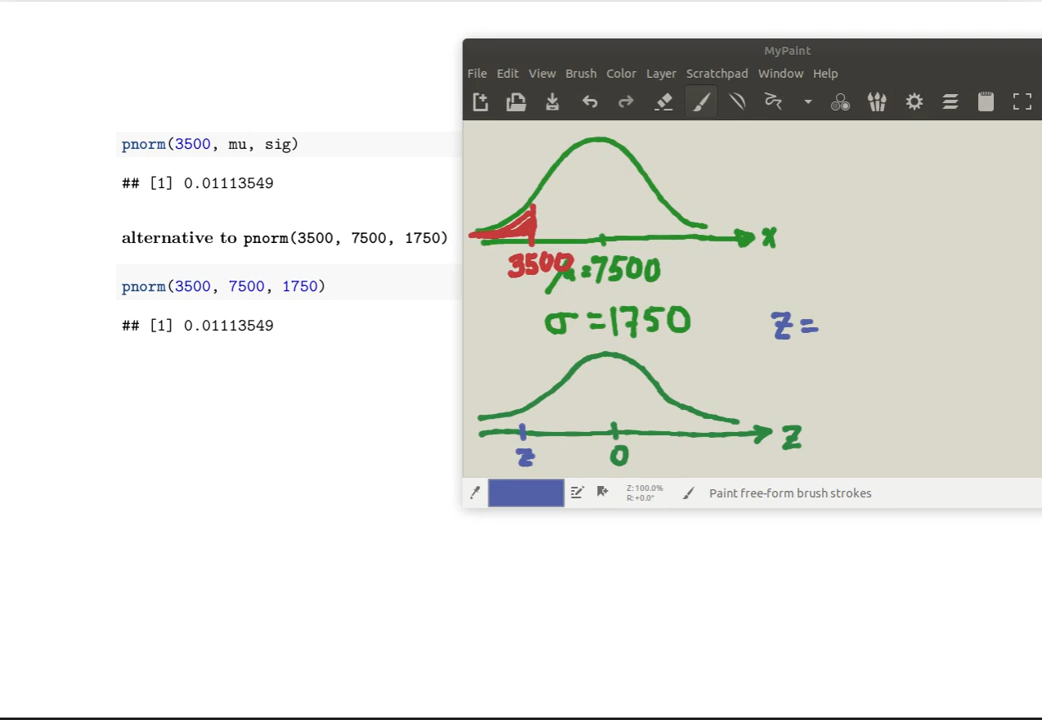 pnorm(3500, mu, sig)
## [1] 0.01113549
alternative to pnorm(3500, 7500, 1750)
pnorm(3500, 7500, 1750)
## [1] 0.01113549
MyPaint
File Edit View Brush Color Layer Scratchpad Window Help
x
3500 μ=7500
σ=1750
z=
z
z 0
Z:100.0%
R:+0.0°
Paint free-form brush strokes